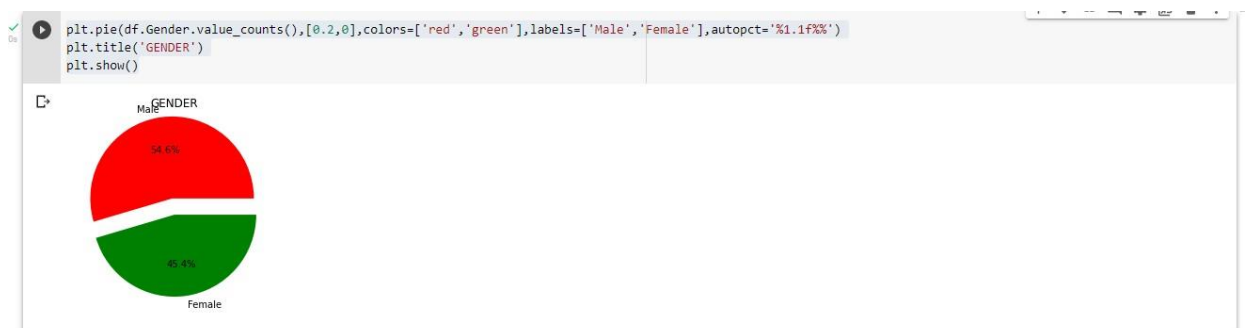 0s
plt.pie(df.Gender.value_counts(),[0.2,0],colors=['red','green'],labels=['Male','Female'],autopct='%1.1f%%')
plt.title('GENDER')
plt.show()
GENDER
Male
54.6%
45.4%
Female